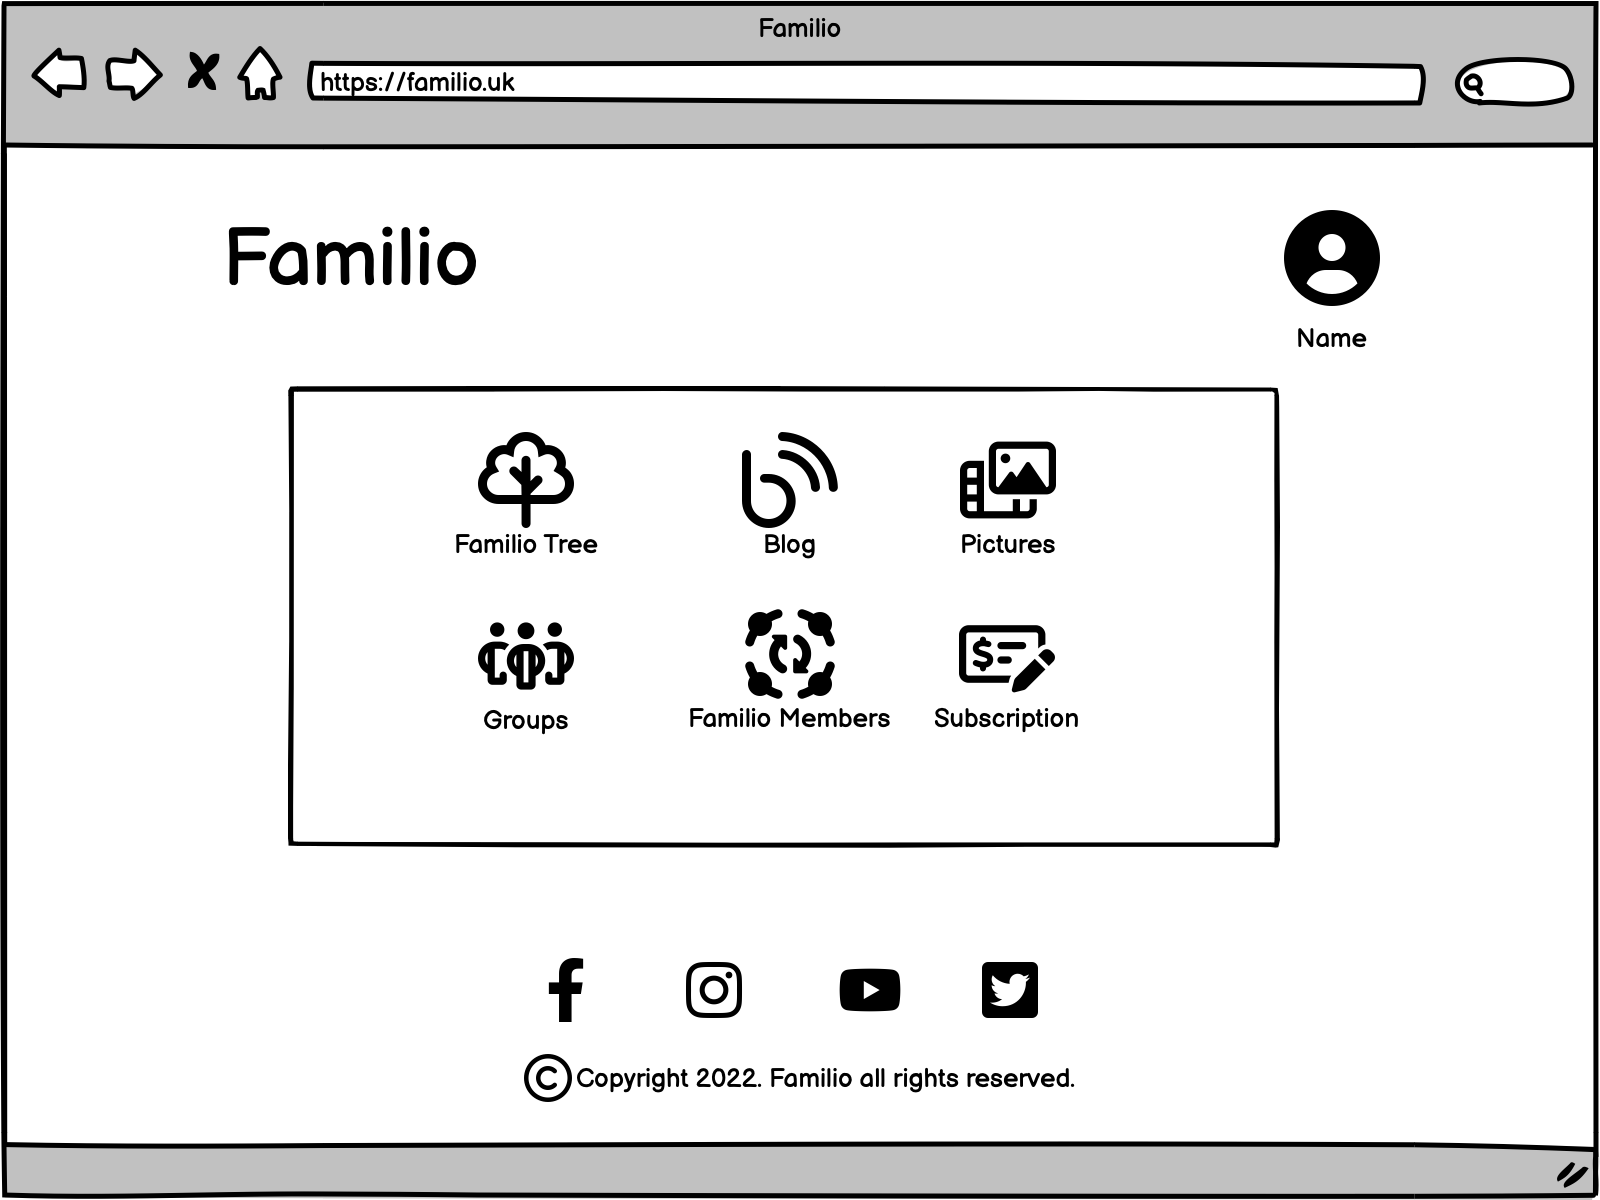 Familio
https://familio.uk
Familio
Name
Familio Tree
Blog
Pictures
Groups
Familio Members
Subscription
© Copyright 2022. Familio all rights reserved.